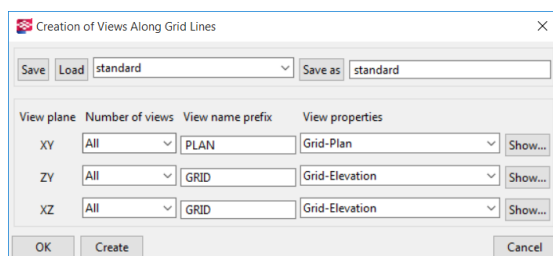 Creation of Views Along Grid Lines
Save Load standard Save as standard
View plane Number of views View name prefix View properties
XY All PLAN Grid-Plan Show...
ZY All GRID Grid-Elevation Show...
XZ All GRID Grid-Elevation Show...
OK Create Cancel